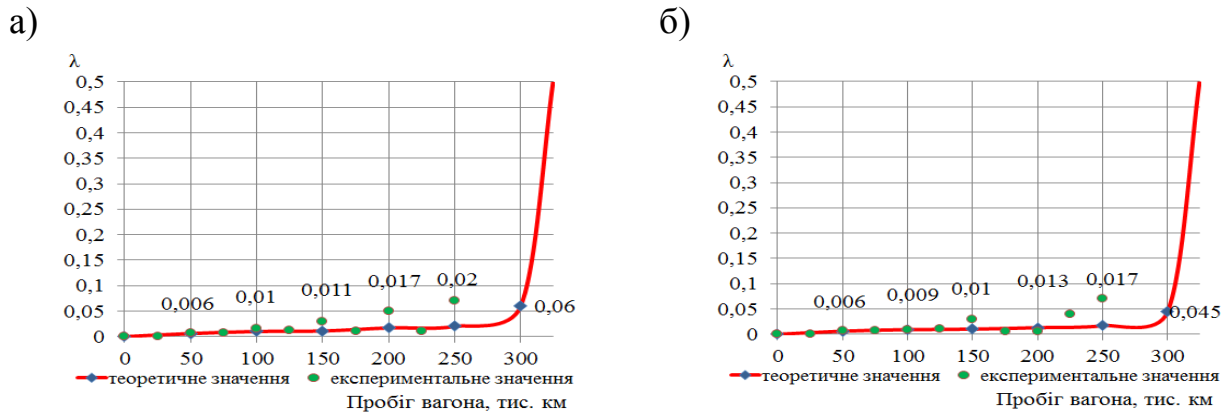 а)
λ
0,5
0,45
0,4
0,35
0,3
0,25
0,2
0,15
0,1
0,05
0
0,006 0,01 0,011 0,017 0,02 0,06
0 50 100 150 200 250 300
теоретичне значення експериментальне значення
Пробіг вагона, тис. км
б)
λ
0,5
0,45
0,4
0,35
0,3
0,25
0,2
0,15
0,1
0,05
0
0,006 0,009 0,01 0,013 0,017 0,045
0 50 100 150 200 250 300
теоретичне значення експериментальне значення
Пробіг вагона, тис. км